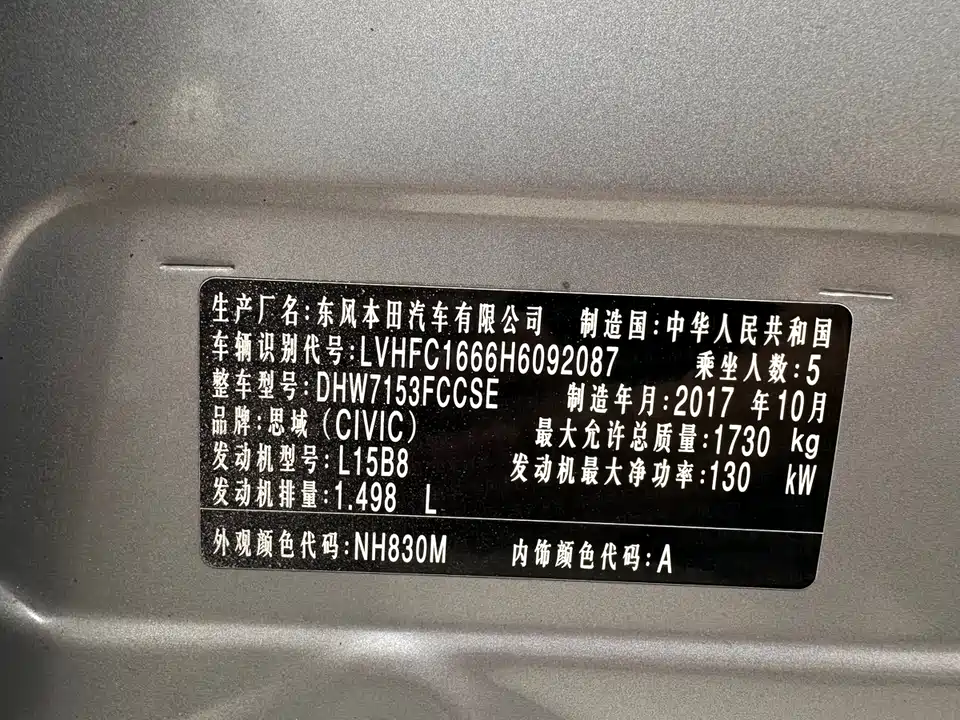 生产厂名:东风本田汽车有限公司 制造国:中华人民共和国
车辆识别代号:LVHFC1666H6092087 乘坐人数:5
整车型号:DHW7153FCCSE 制造年月:2017 年10月
品牌:思域(CIVIC) 最大允许总质量:1730 kg
发动机型号:L15B8 发动机最大净功率:130 kW
发动机排量:1.498 L
外观颜色代码:NH830M 内饰颜色代码:A